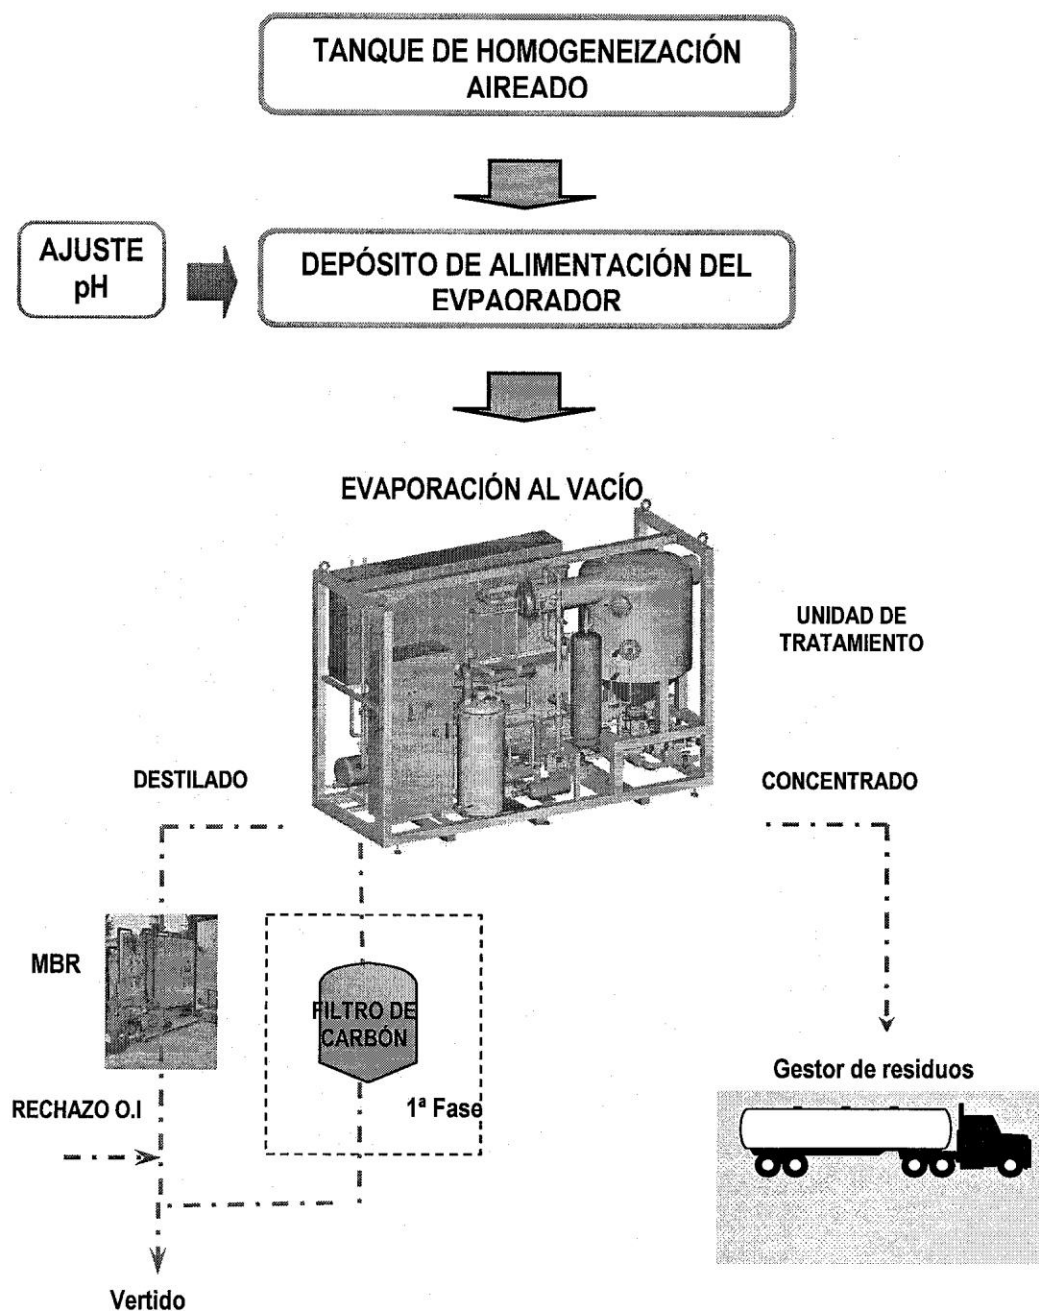 TANQUE DE HOMOGENEIZACIÓN
AIREADO
AJUSTE
pH
DEPÓSITO DE ALIMENTACIÓN DEL
EVPAORADOR
EVAPORACIÓN AL VACÍO
UNIDAD DE
TRATAMIENTO
DESTILADO
CONCENTRADO
MBR
FILTRO DE
CARBÓN
RECHAZO O.I
1ª Fase
Gestor de residuos
Vertido